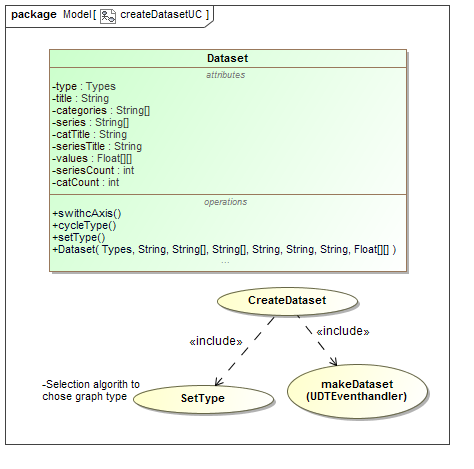 package Model[ createDatasetUC ]
Dataset
attributes
-type : Types
-title : String
-categories : String[]
-series : String[]
-catTitle : String
-seriesTitle : String
-values : Float[][]
-seriesCount : int
-catCount : int
operations
+swithcAxis()
+cycleType()
+setType()
+Dataset( Types, String, String[], String[], String, String, String, Float[][] )
...
CreateDataset
«include»
«include»
-Selection algorith to
chose graph type
SetType
makeDataset
(UDTEventhandler)